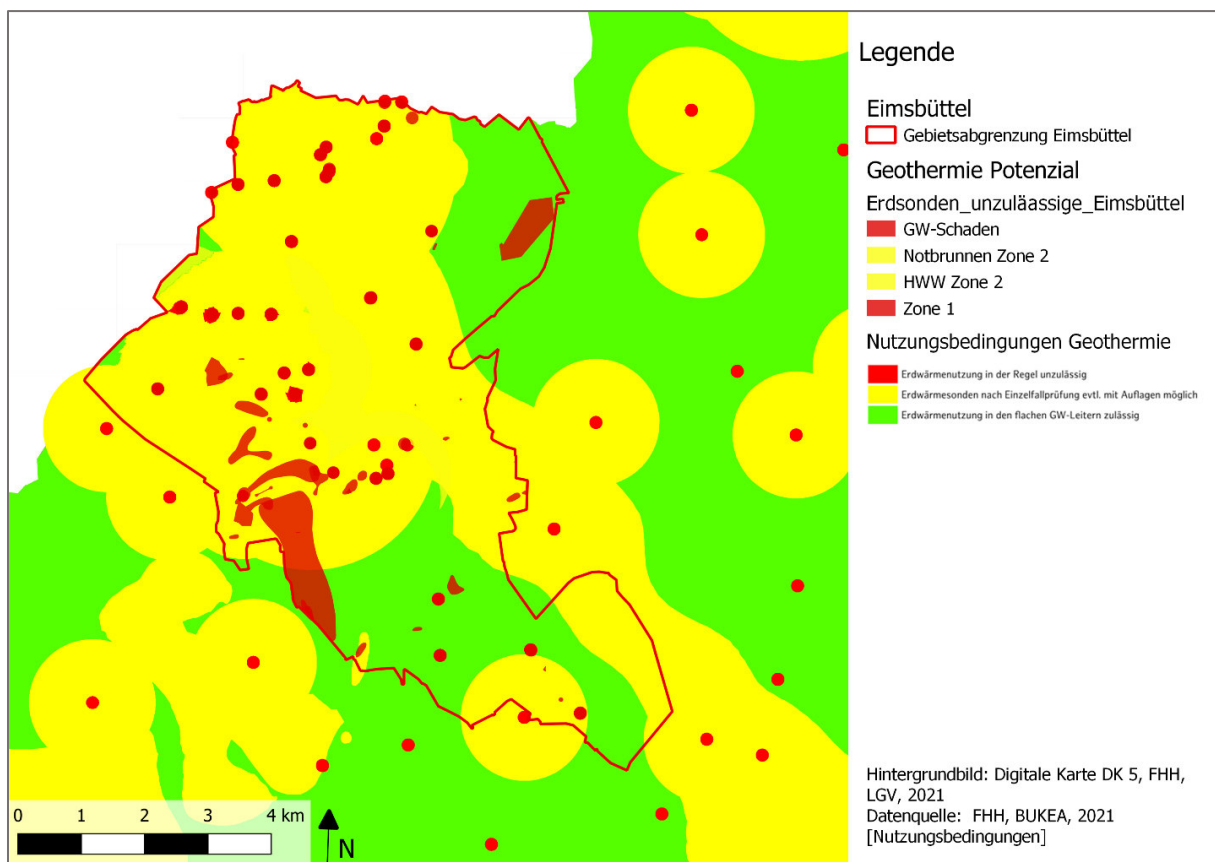 Legende
Eimsbüttel
Gebietsabgrenzung Eimsbüttel
Geothermie Potenzial
Erdsonden_unzuläassige_Eimsbüttel
GW-Schaden
Notbrunnen Zone 2
HWW Zone 2
Zone 1
Nutzungsbedingungen Geothermie
Erdwärmenutzung in der Regel unzulässig
Erdwärmesonden nach Einzelfallprüfung evtl. mit Auflagen möglich
Erdwärmenutzung in den flachen GW-Leitern zulässig
Hintergrundbild: Digitale Karte DK 5, FHH,
LGV, 2021
Datenquelle: FHH, BUKEA, 2021
[Nutzungsbedingungen]
0 1 2 3 4 km
N